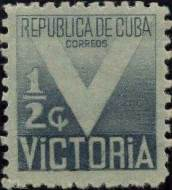 REPUBLICA DE CUBA
CORREOS
V
1/2 ¢
ViCTORiA